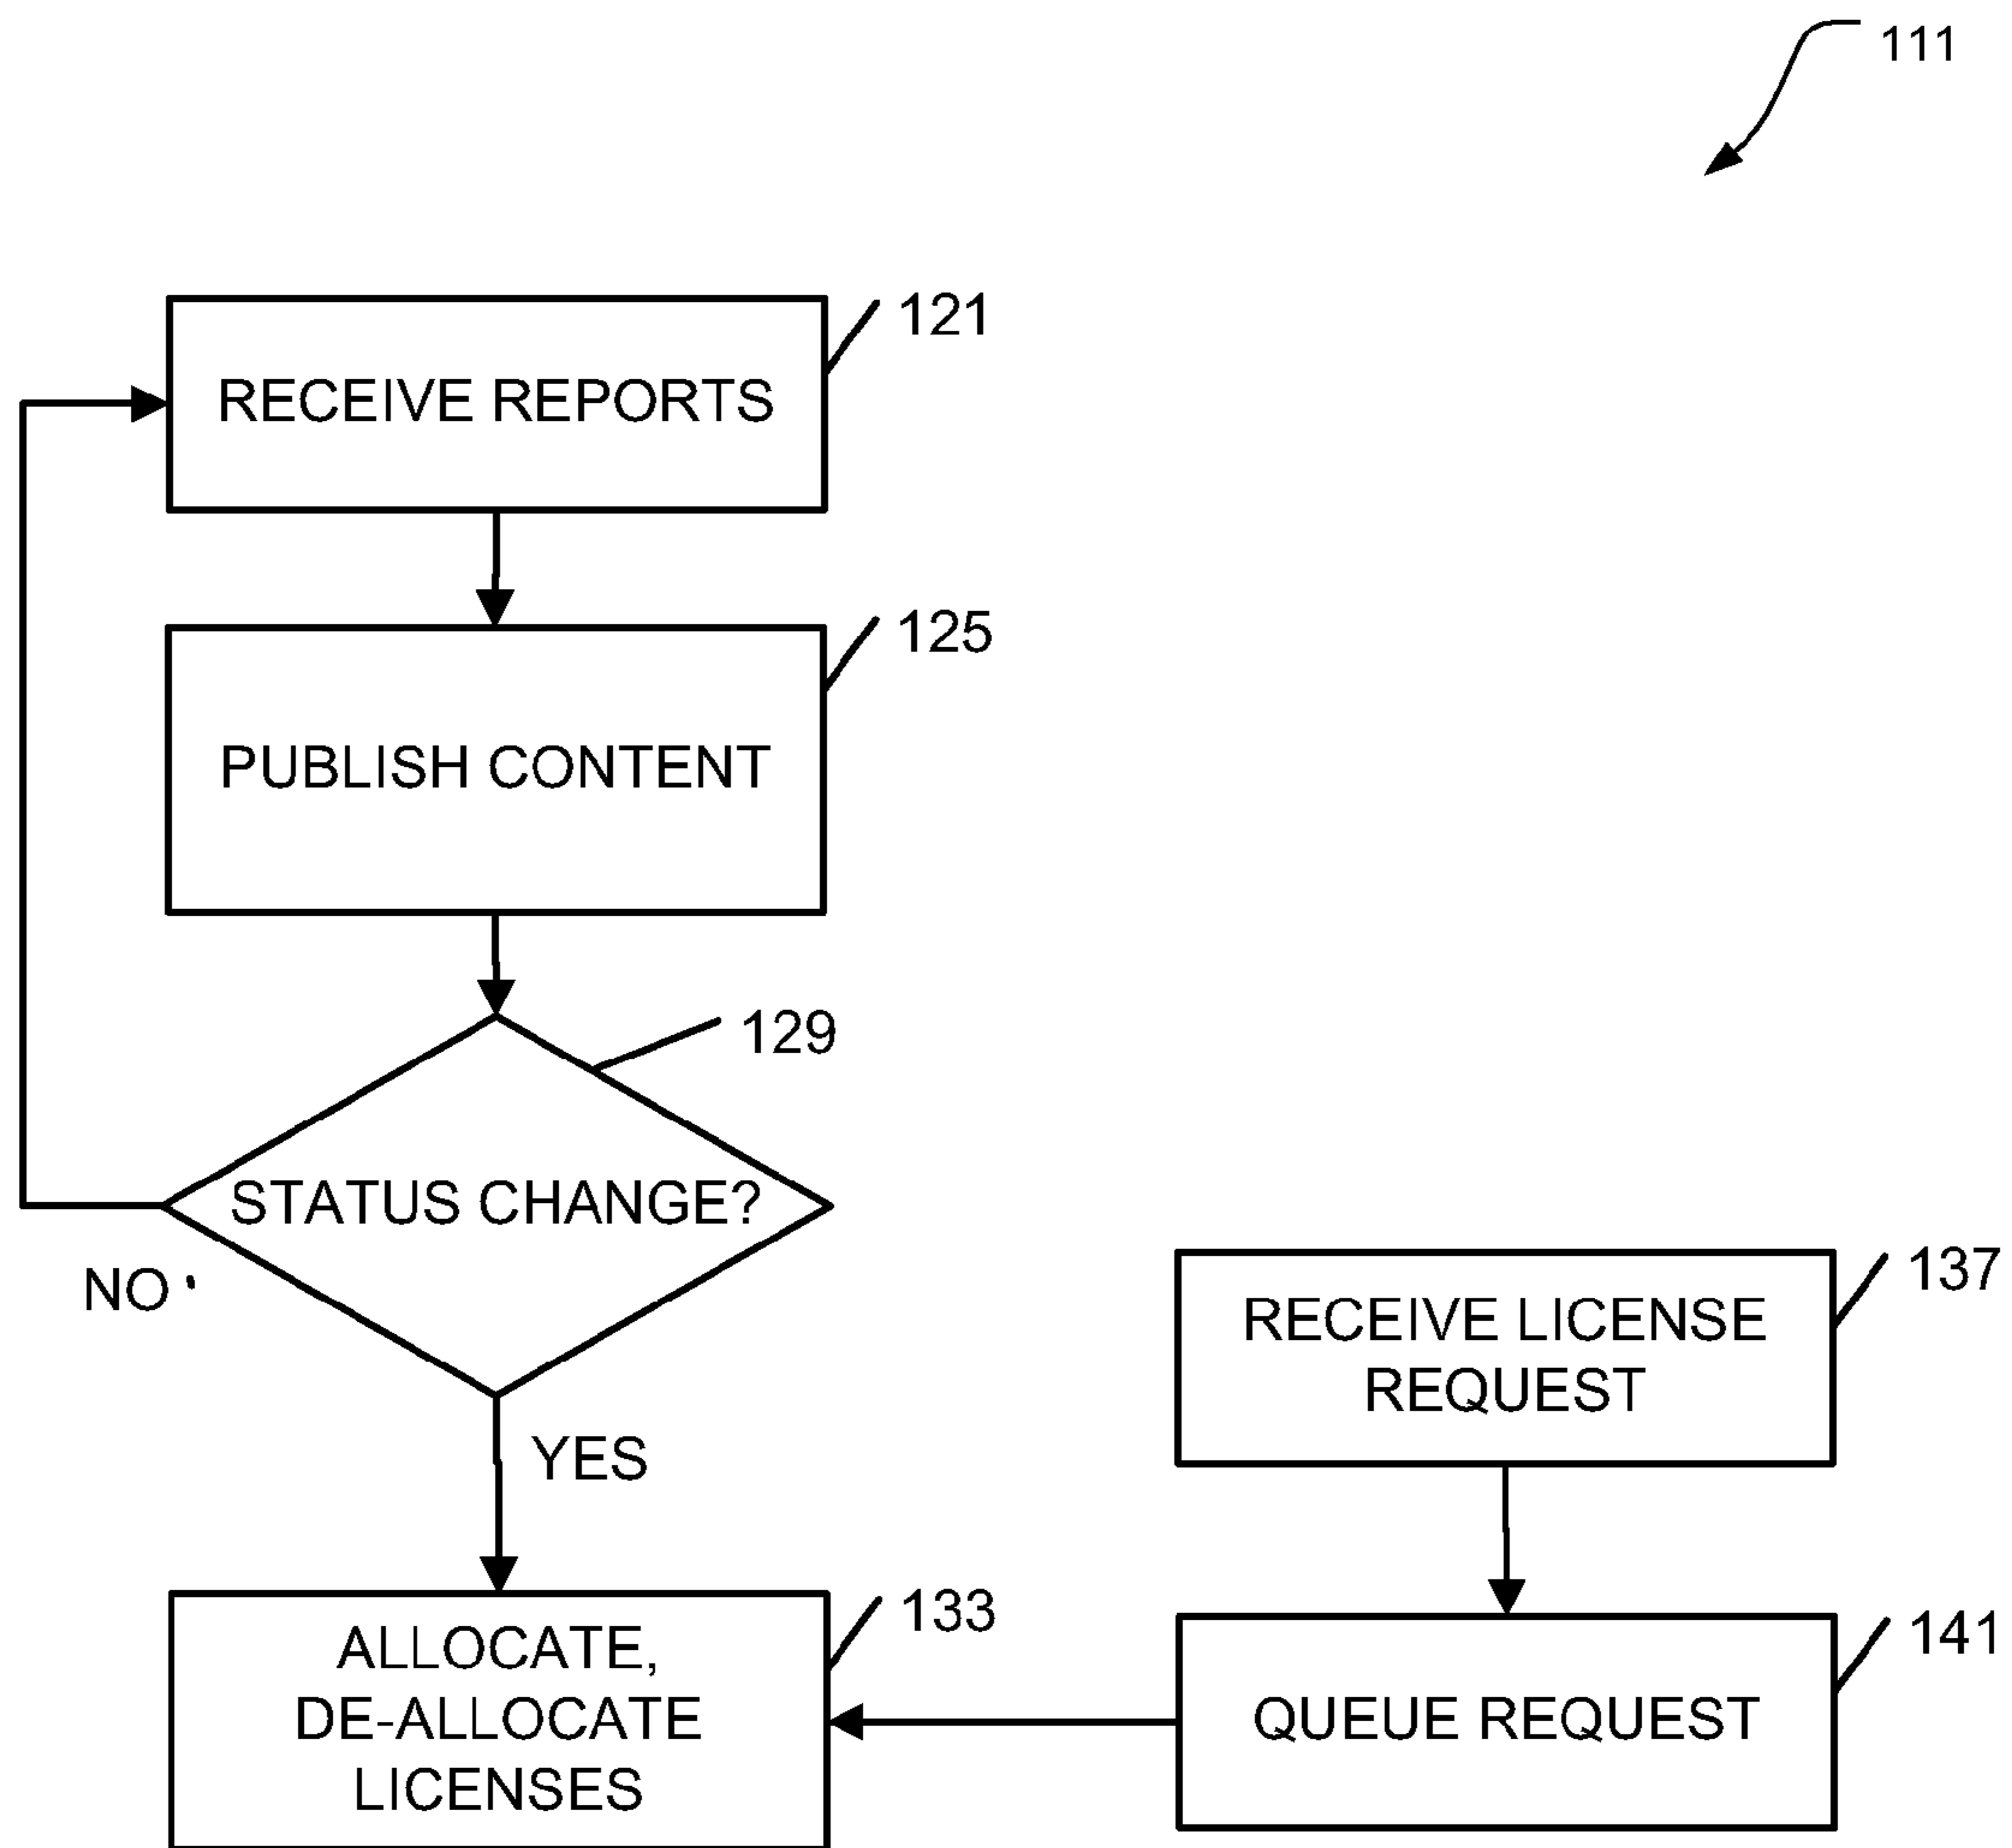 111
121
RECEIVE REPORTS
125
PUBLISH CONTENT
129
STATUS CHANGE?
NO
YES
137
RECEIVE LICENSE
REQUEST
133
ALLOCATE,
DE-ALLOCATE
LICENSES
141
QUEUE REQUEST